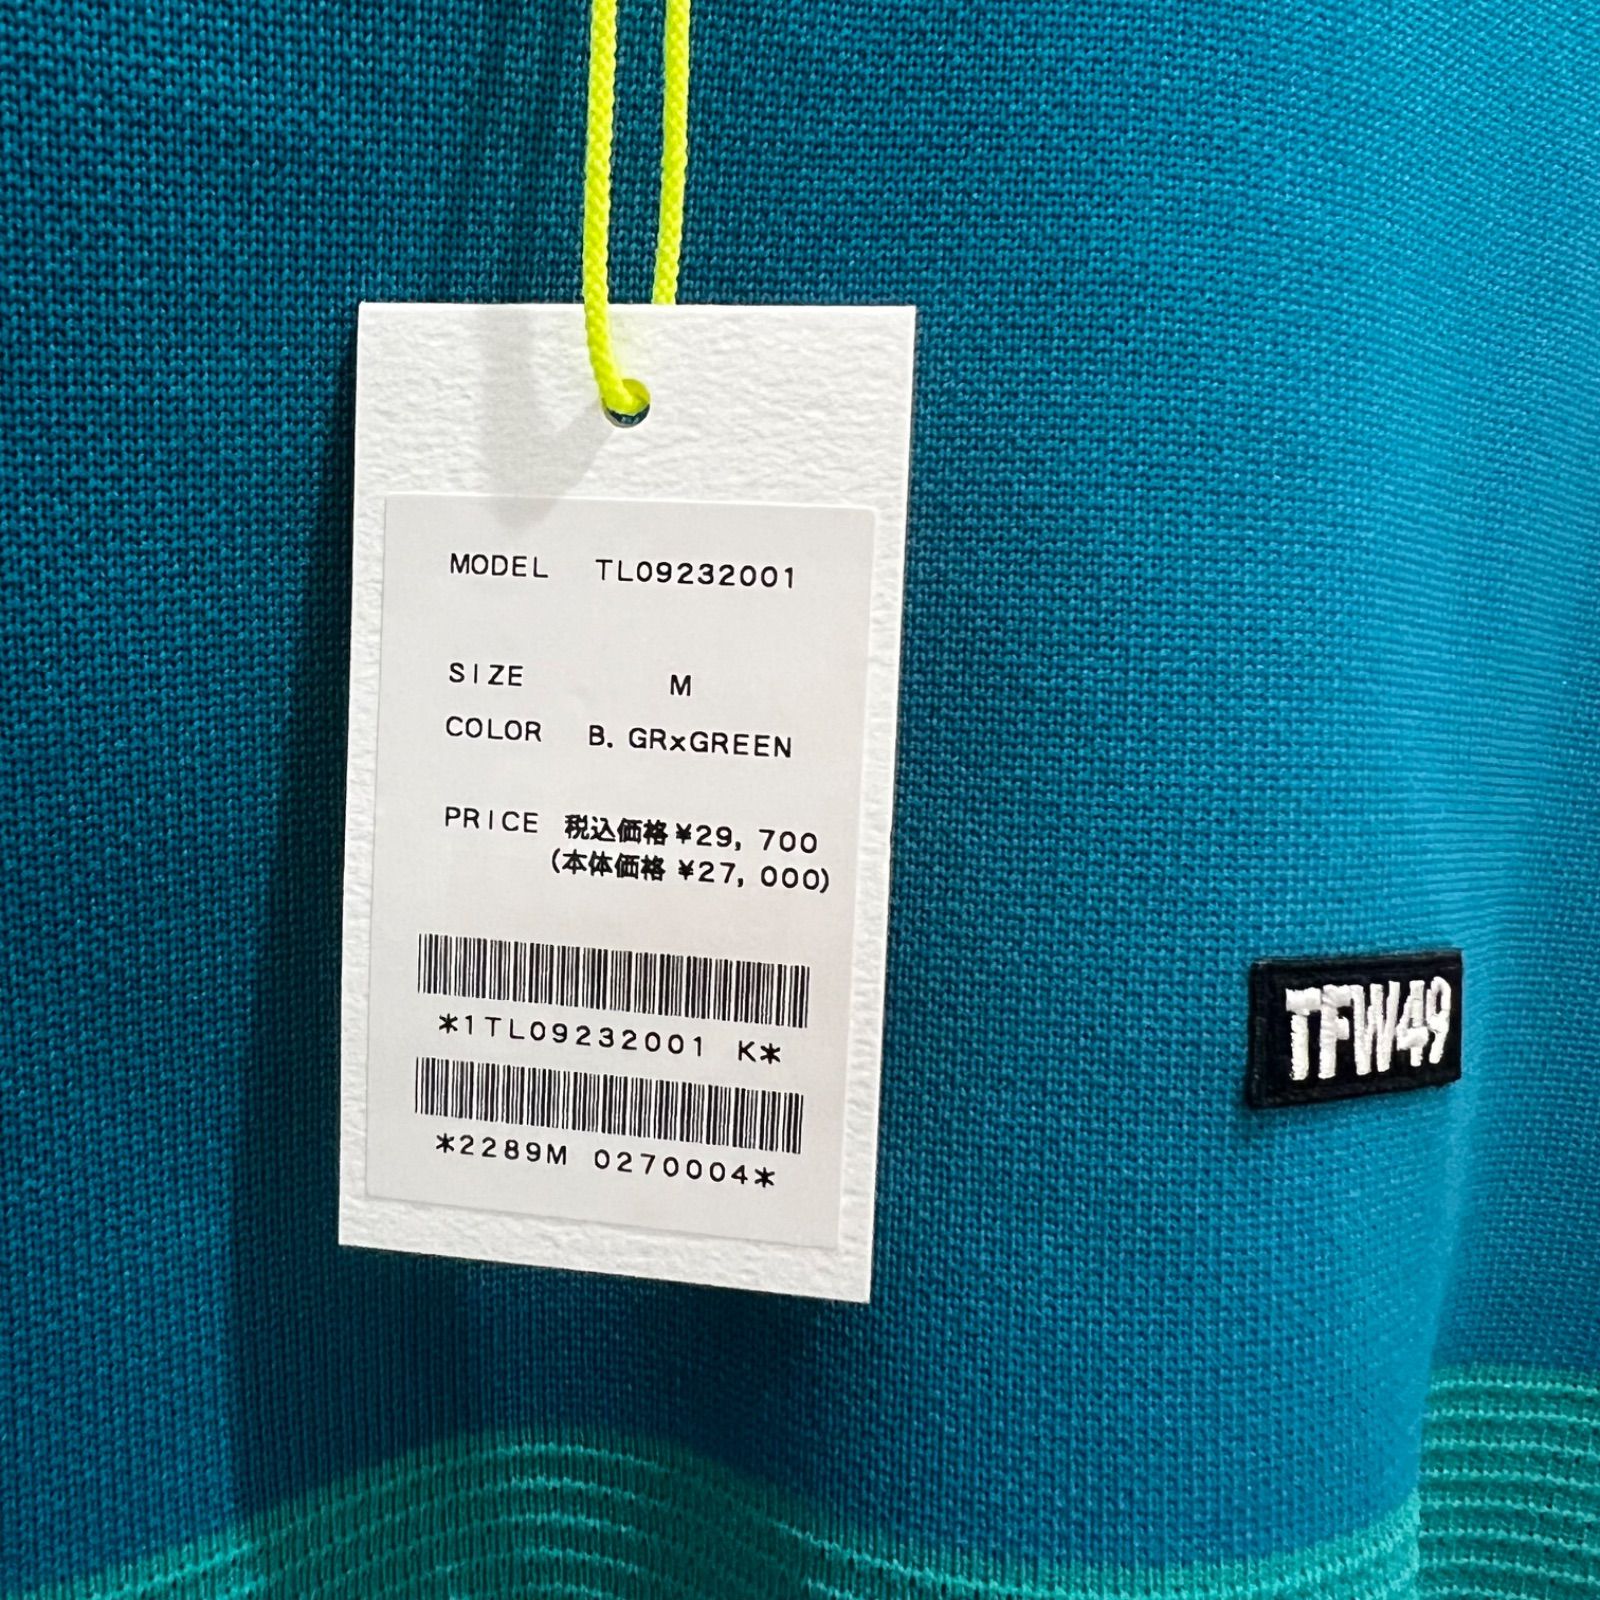 MODEL TL09232001
SIZE M
COLOR B. GRxGREEN
PRICE 税込価格 ¥29, 700
(本体価格 ¥27, 000)
*1TL09232001 K*
*2289M 0270004*
TFW49